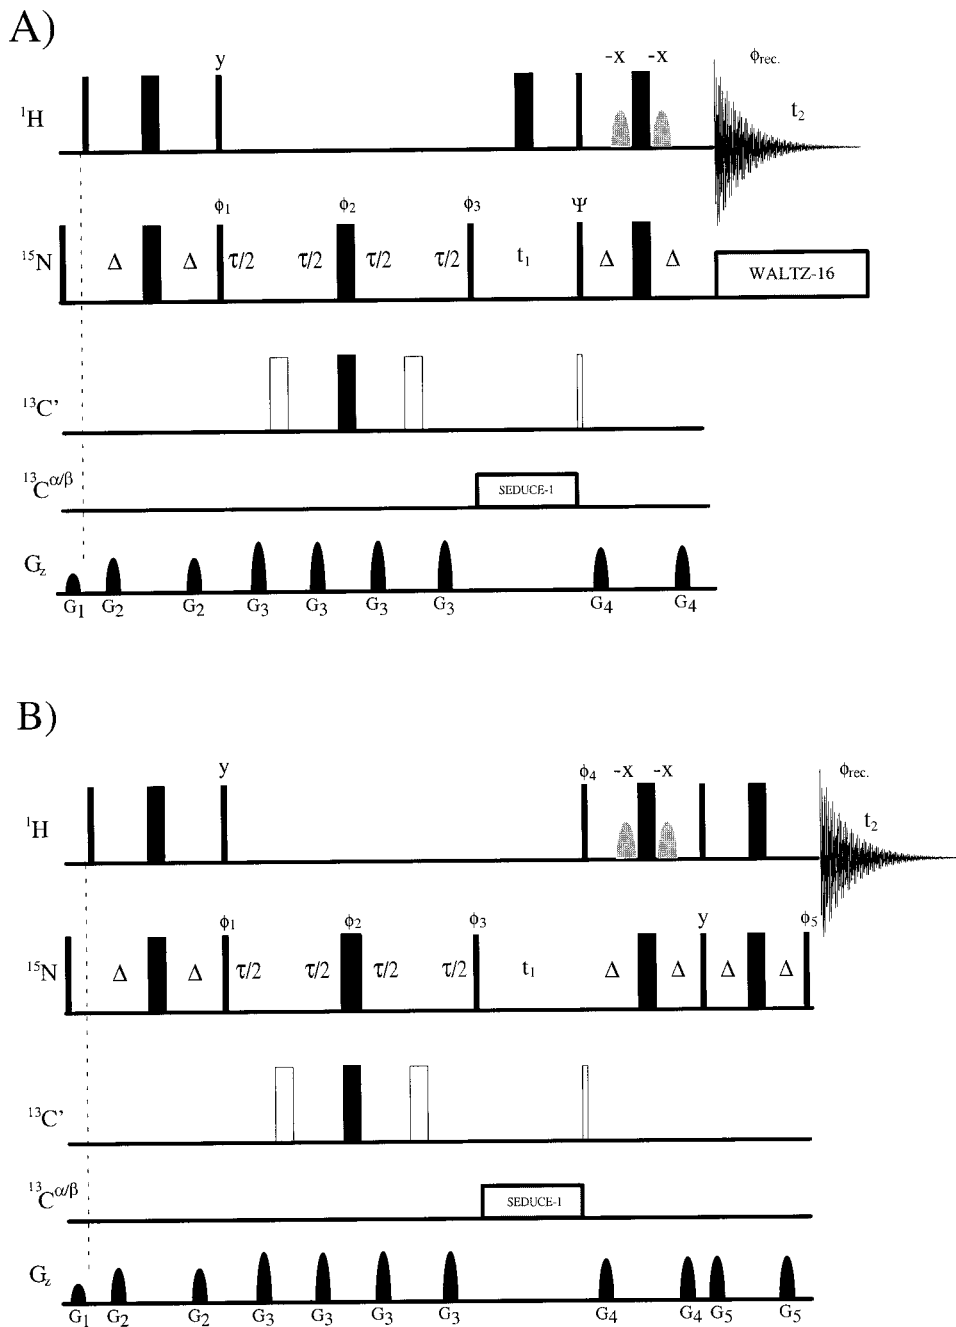 A)
y -x -x ϕrec.
¹H t₂
ϕ₁ ϕ₂ ϕ₃ Ψ
¹⁵N Δ Δ τ/2 τ/2 τ/2 τ/2 t₁ Δ Δ WALTZ-16
¹³C'
¹³Cα/β SEDUCE-1
Gz
G₁ G₂ G₂ G₃ G₃ G₃ G₃ G₄ G₄
B)
y ϕ₄ -x -x ϕrec.
¹H t₂
ϕ₁ ϕ₂ ϕ₃ y ϕ₅
¹⁵N Δ Δ τ/2 τ/2 τ/2 τ/2 t₁ Δ Δ Δ Δ
¹³C'
¹³Cα/β SEDUCE-1
Gz
G₁ G₂ G₂ G₃ G₃ G₃ G₃ G₄ G₄ G₅ G₅